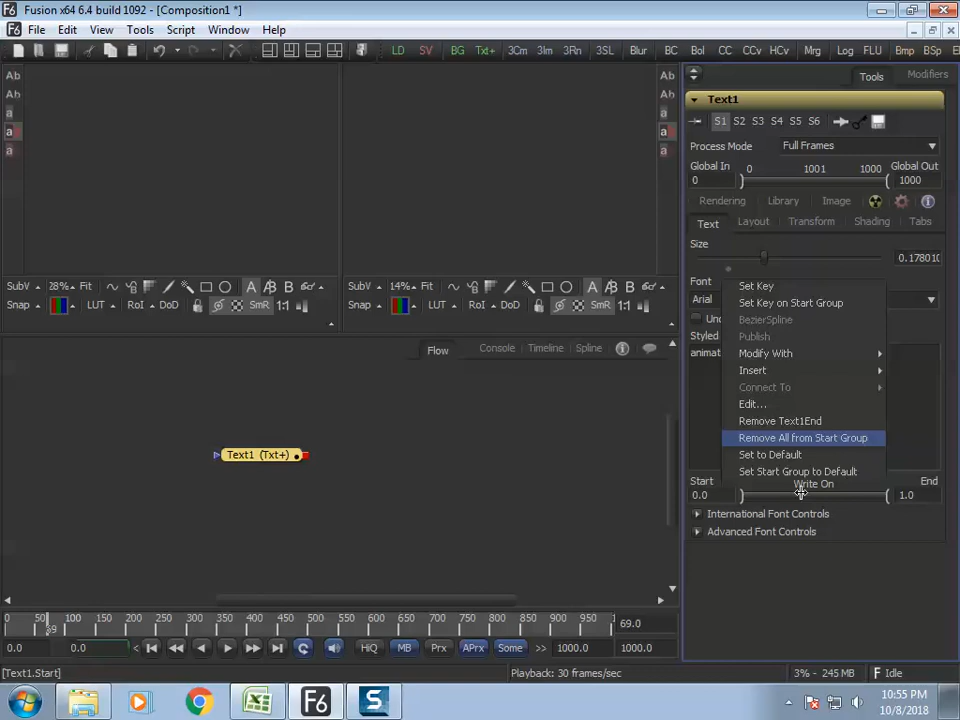 Fusion x64 6.4 build 1092 - [Composition1 *]
File Edit View Tools Script Window Help
LD SV BG Txt+ 3Cm 3Im 3Rn 3SL Blur BC Bol CC CCv HCv Mrg Log FLU Bmp BSp
Ab Ab Tools Modifiers
Ab Ab
a a
a a
a a
Text1
S1 S2 S3 S4 S5 S6
Process Mode Full Frames
Global In 0 1001 1000 Global Out
0 1000
Rendering Library Image
Text Layout Transform Shading Tabs
Size
0.178010
SubV 28% Fit A B SubV 14% Fit A B
Font
Arial
Snap LUT RoI DoD SmR 1:1 Snap LUT RoI DoD SmR 1:1
Styled
animat
Set Key
Set Key on Start Group
BezierSpline
Publish
Modify With
Insert
Connect To
Edit...
Remove Text1End
Remove All from Start Group
Set to Default
Set Start Group to Default
Flow Console Timeline Spline
Text1 (Txt+)
Start Write On End
0.0 1.0
International Font Controls
Advanced Font Controls
0 50 100 150 200 250 300 350 400 450 500 550 600 650 700 750 800 850 900 950 69.0
0.0 0.0 < HiQ MB Prx APrx Some >> 1000.0 1000.0
[Text1.Start] Playback: 30 frames/sec 3% - 245 MB Idle
F6
10:55 PM
10/8/2018